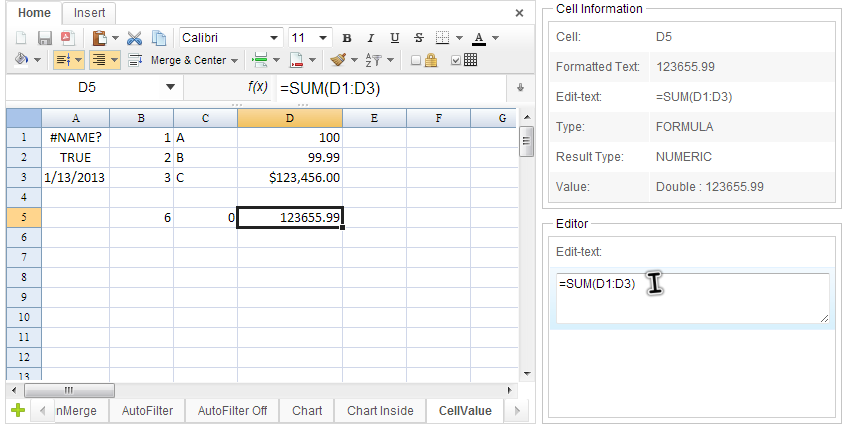 Home Insert
Calibri 11 B I U S A
Merge & Center A Z
D5 f(x) =SUM(D1:D3)
A B C D E F G
1 #NAME? 1 A 100
2 TRUE 2 B 99.99
3 1/13/2013 3 C $123,456.00
4
5 6 0 123655.99
6
7
8
9
10
11
12
13
nMerge AutoFilter AutoFilter Off Chart Chart Inside CellValue
Cell Information
Cell: D5
Formatted Text: 123655.99
Edit-text: =SUM(D1:D3)
Type: FORMULA
Result Type: NUMERIC
Value: Double : 123655.99
Editor
Edit-text:
=SUM(D1:D3)